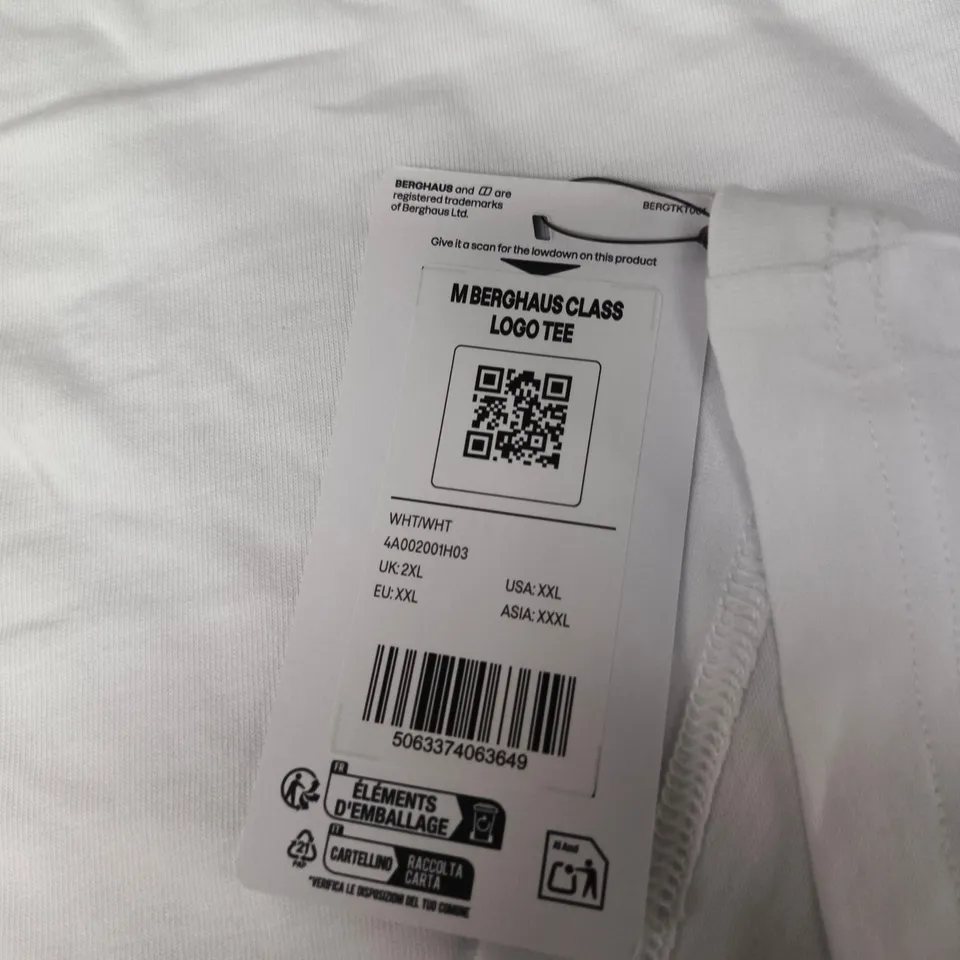 BERGHAUS and are
registered trademarks
of Berghaus Ltd.
Give it a scan for the lowdown on this product
M BERGHAUS CLASS
LOGO TEE
WHT/WHT
4A002001H03
UK: 2XL
USA: XXL
EU: XXL
ASIA: XXXL
5063374063649
FR
ÉLÉMENTS
D'EMBALLAGE
IT
CARTELLINO
RACCOLTA
CARTA
21
PAP
*VERIFICA LE DISPOSIZIONI DEL TUO COMUNE